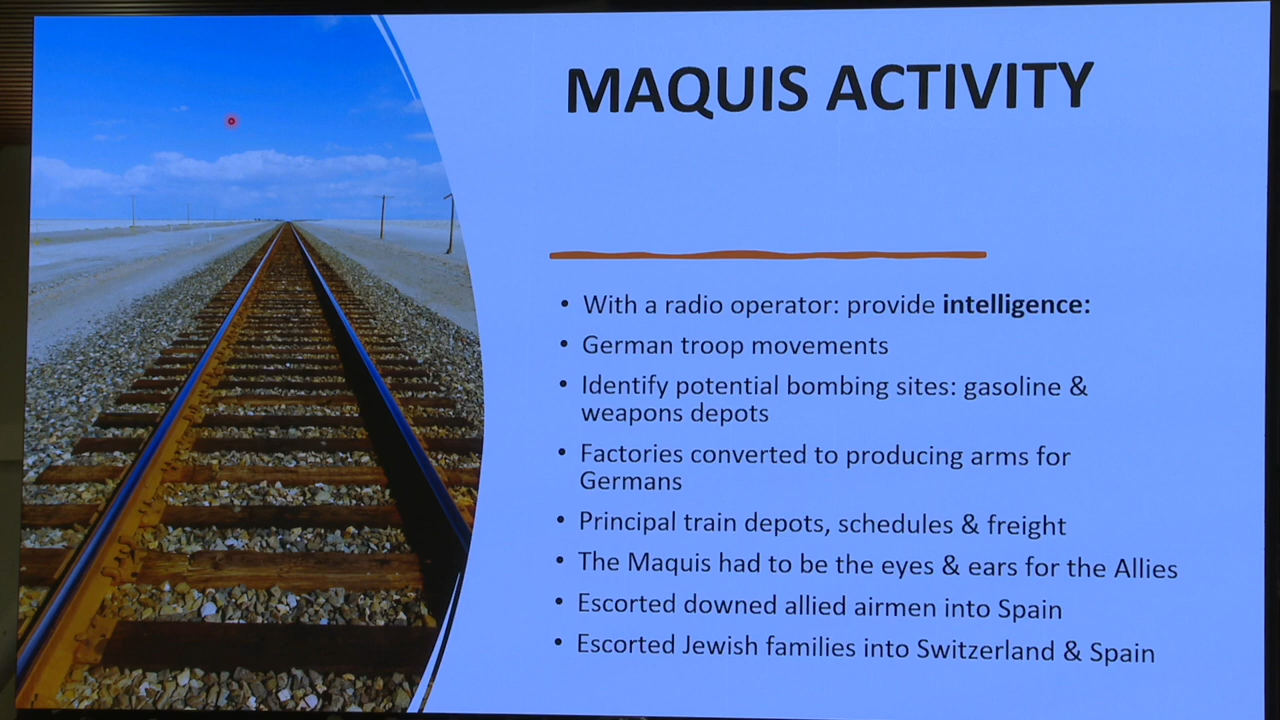 MAQUIS ACTIVITY
• With a radio operator: provide intelligence:
• German troop movements
• Identify potential bombing sites: gasoline &
weapons depots
• Factories converted to producing arms for
Germans
• Principal train depots, schedules & freight
• The Maquis had to be the eyes & ears for the Allies
• Escorted downed allied airmen into Spain
• Escorted Jewish families into Switzerland & Spain